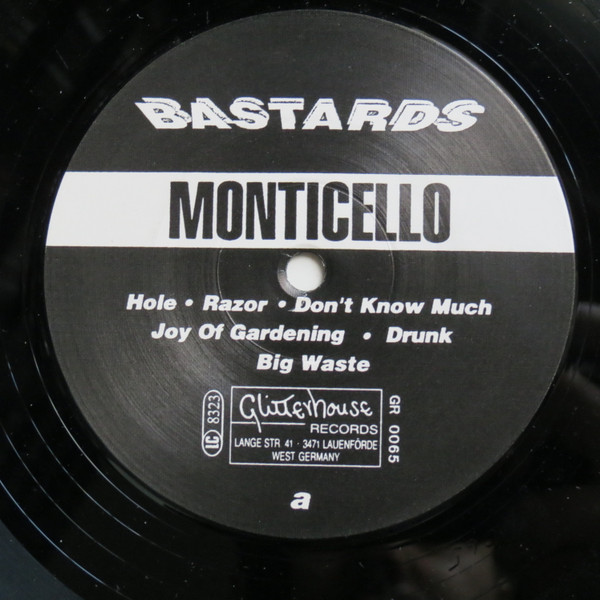 BASTARDS
MONTICELLO
Hole • Razor • Don't Know Much
Joy Of Gardening • Drunk
Big Waste
LC 8323
Glitterhouse
RECORDS
LANGE STR. 41 · 3471 LAUENFÖRDE
WEST GERMANY
GR 0065
a